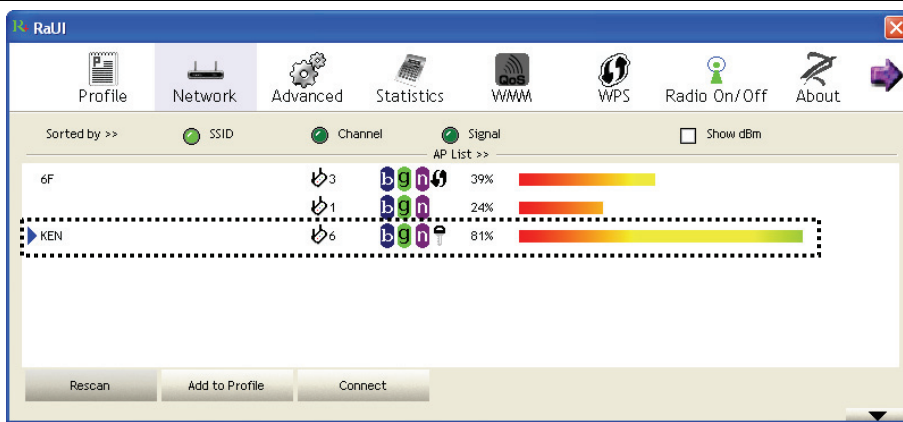 R RaUI
Profile Network Advanced Statistics QoS WMM WPS Radio On/Off About
Sorted by >> SSID Channel Signal Show dBm
AP List >>
6F 3 b g n 39%
1 b g n 24%
KEN 6 b g n 81%
Rescan Add to Profile Connect